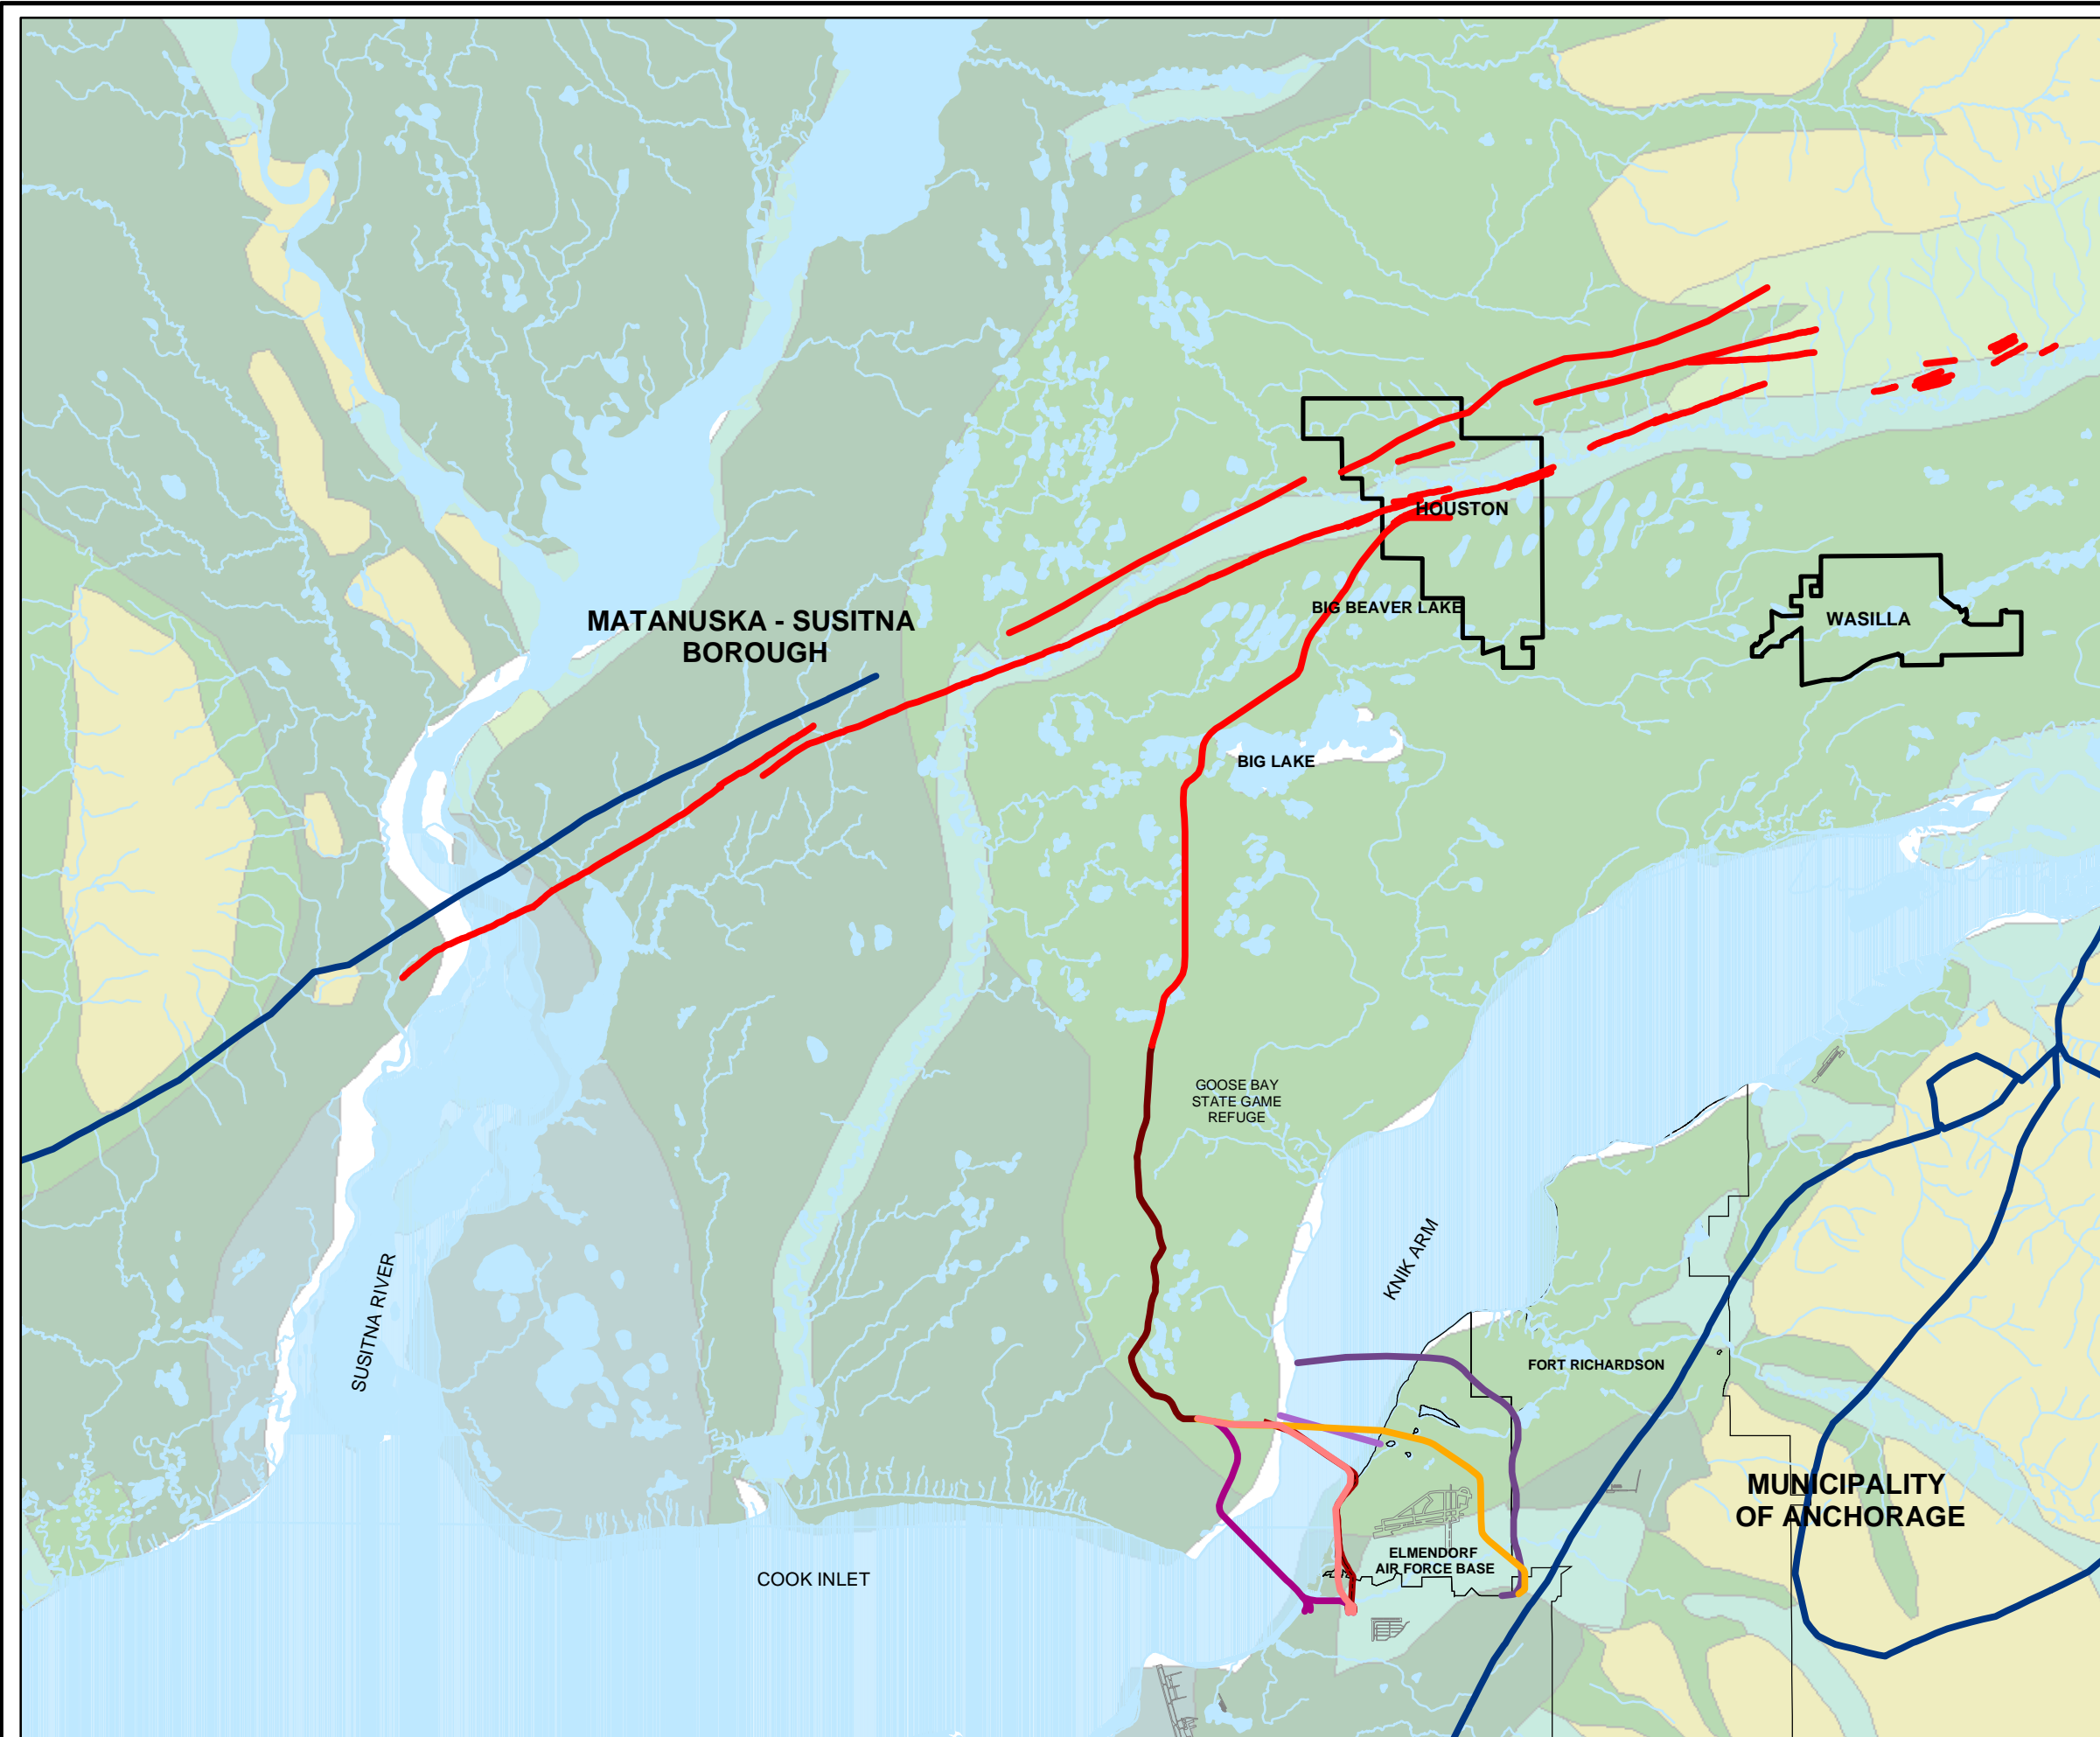 HOUSTON
BIG BEAVER LAKE
WASILLA
MATANUSKA - SUSITNA
BOROUGH
BIG LAKE
GOOSE BAY
STATE GAME
REFUGE
KNIK ARM
SUSITNA RIVER
FORT RICHARDSON
MUNICIPALITY
OF ANCHORAGE
ELMENDORF
AIR FORCE BASE
COOK INLET